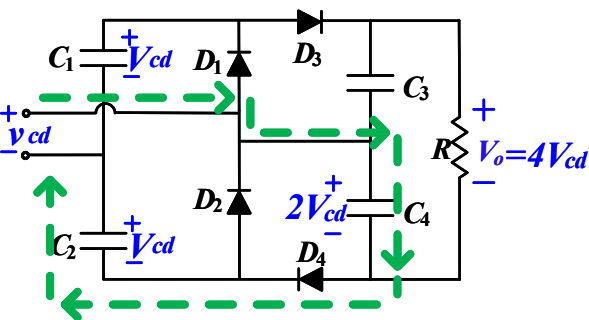 C1
+
Vcd
−
D1
D3
C3
+
vcd
−
R
+
Vo=4Vcd
−
D2
+
2Vcd
−
C4
C2
+
Vcd
−
D4